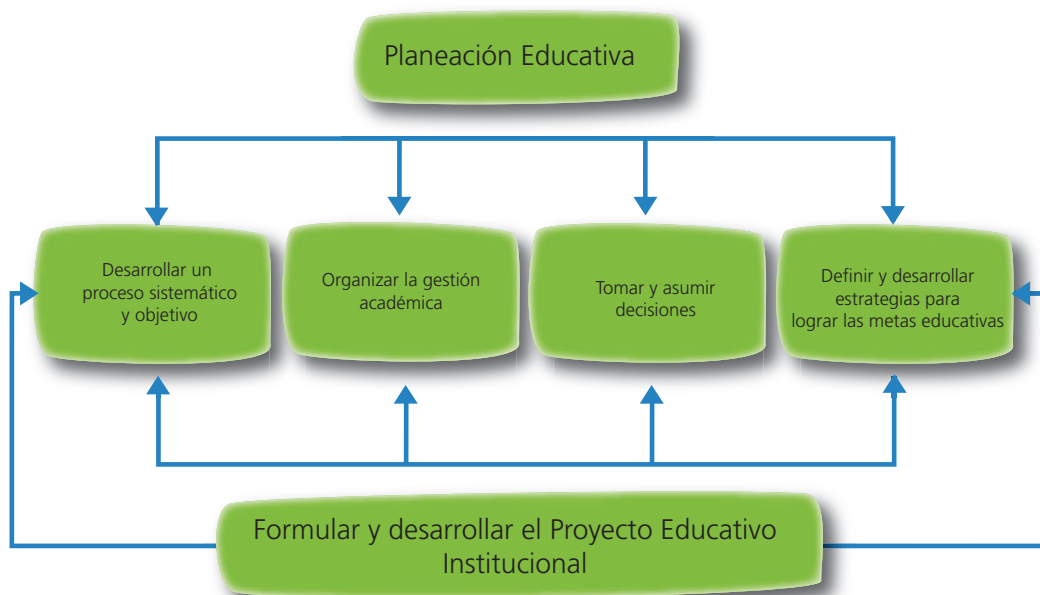 Planeación Educativa
Desarrollar un
proceso sistemático
y objetivo
Organizar la gestión
académica
Tomar y asumir
decisiones
Definir y desarrollar
estrategias para
lograr las metas educativas
Formular y desarrollar el Proyecto Educativo
Institucional